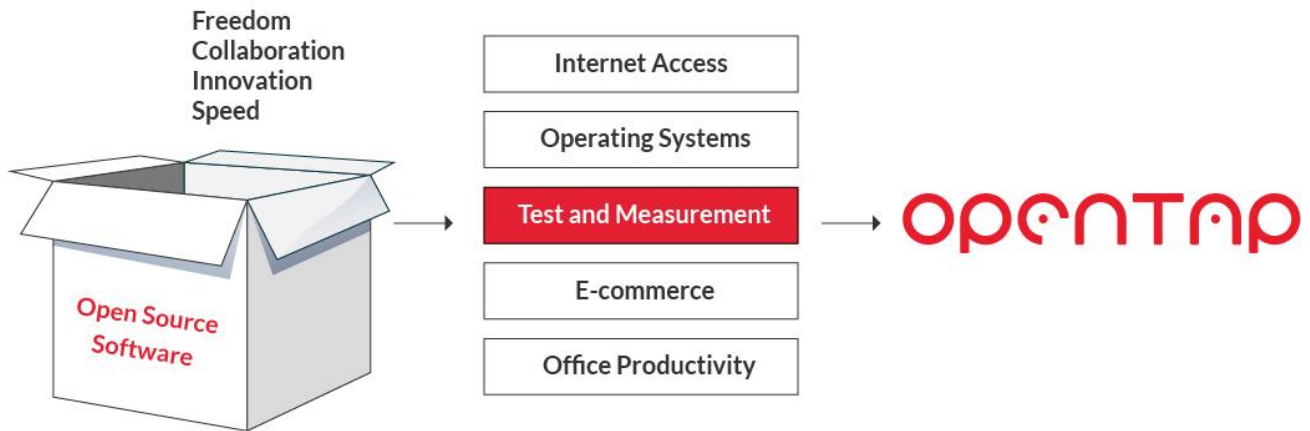 Freedom
Collaboration
Innovation
Speed
Open Source
Software
Internet Access
Operating Systems
Test and Measurement
E-commerce
Office Productivity
OPENTAP